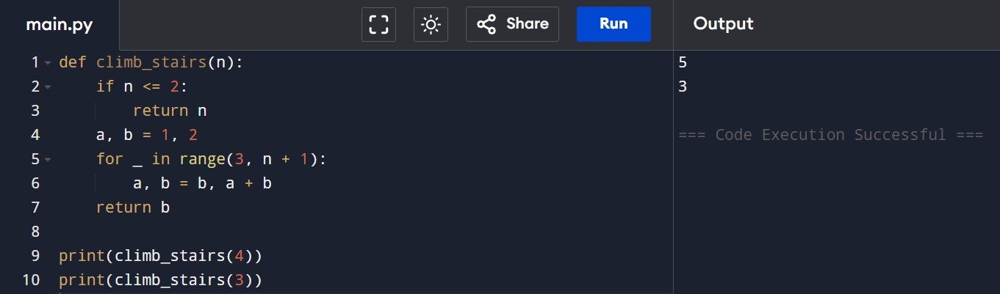 main.py Share Run Output
1 def climb_stairs(n):
2     if n <= 2:
3         return n
4     a, b = 1, 2
5     for _ in range(3, n + 1):
6         a, b = b, a + b
7     return b
8
9 print(climb_stairs(4))
10 print(climb_stairs(3))
5
3
=== Code Execution Successful ===